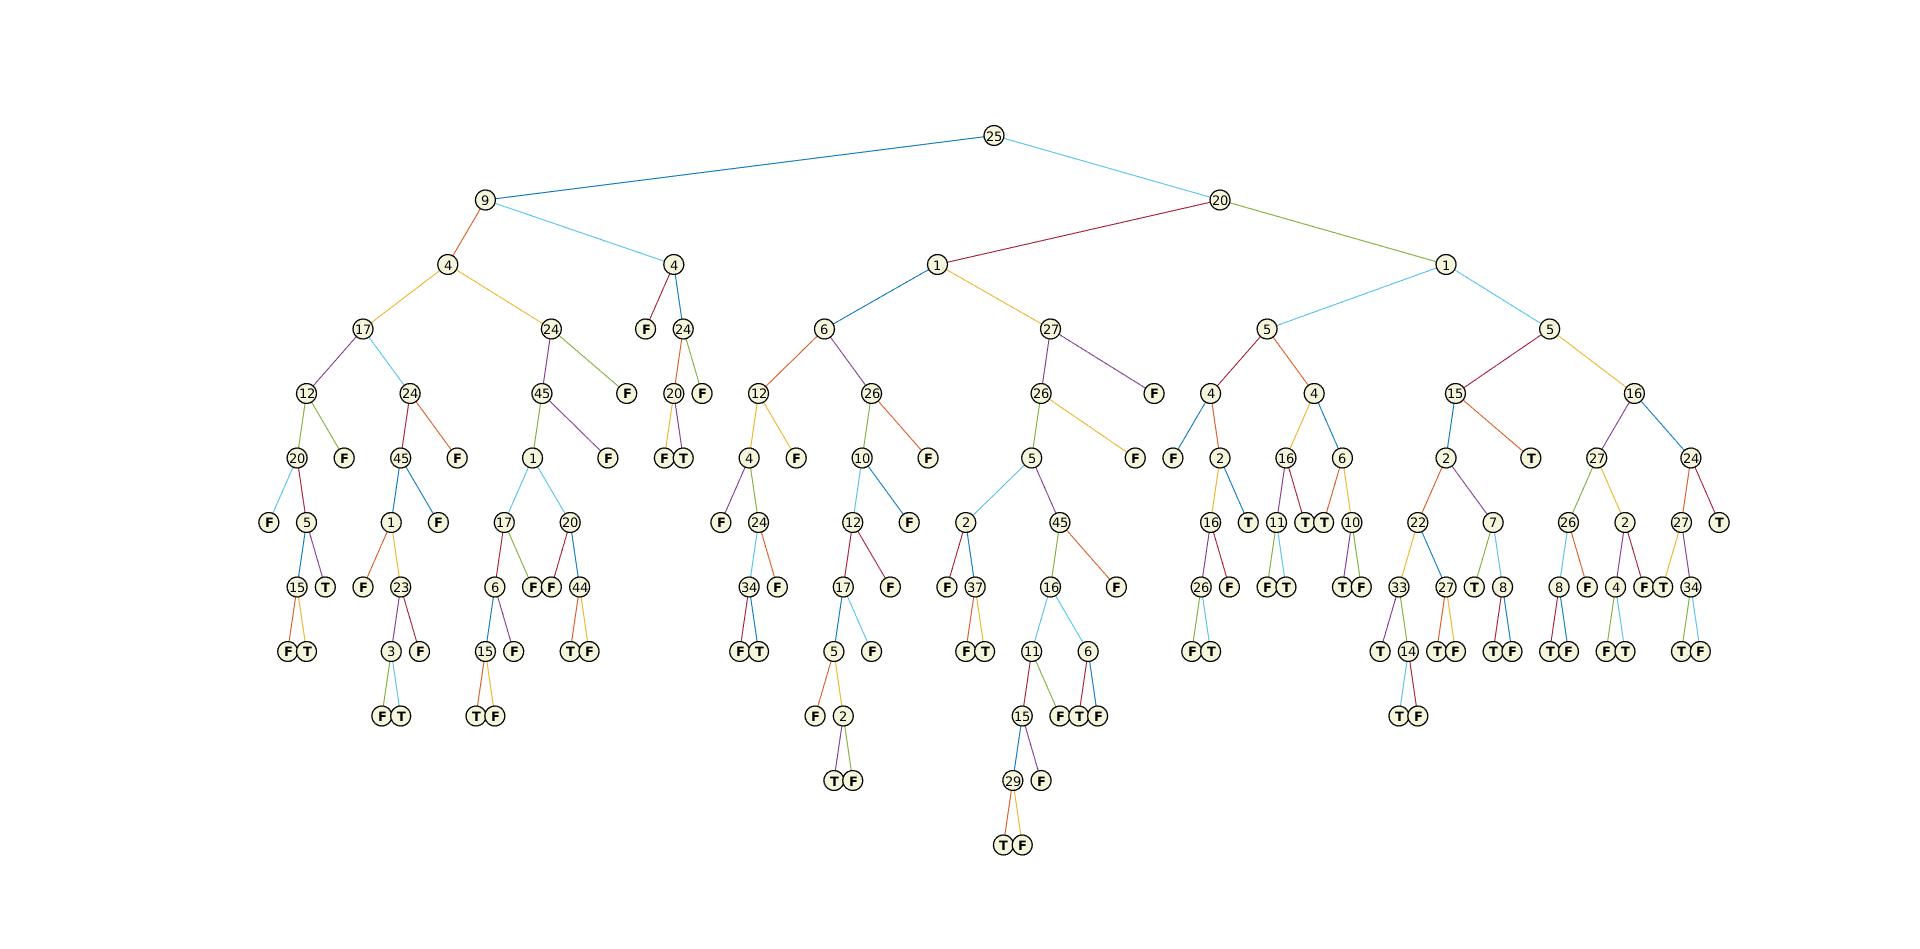 25
9 20
4 4 1 1
17 24 F 24 6 27 5 5
12 24 45 F 20 F 12 26 26 F 4 4 15 16
20 F 45 F 1 F F T 4 F 10 F 5 F F 2 16 6 2 T 27 24
F 5 1 F 17 20 F 24 12 F 2 45 16 T 11 T T 10 22 7 26 2 27 T
15 T F 23 6 F F 44 34 F 17 F F 37 16 F 26 F F T T F 33 27 T 8 8 F 4 F T 34
F T 3 F 15 F T F F T 5 F F T 11 6 F T T 14 T F T F T F F T T F
F T T F F 2 15 F T F T F
T F 29 F
T F